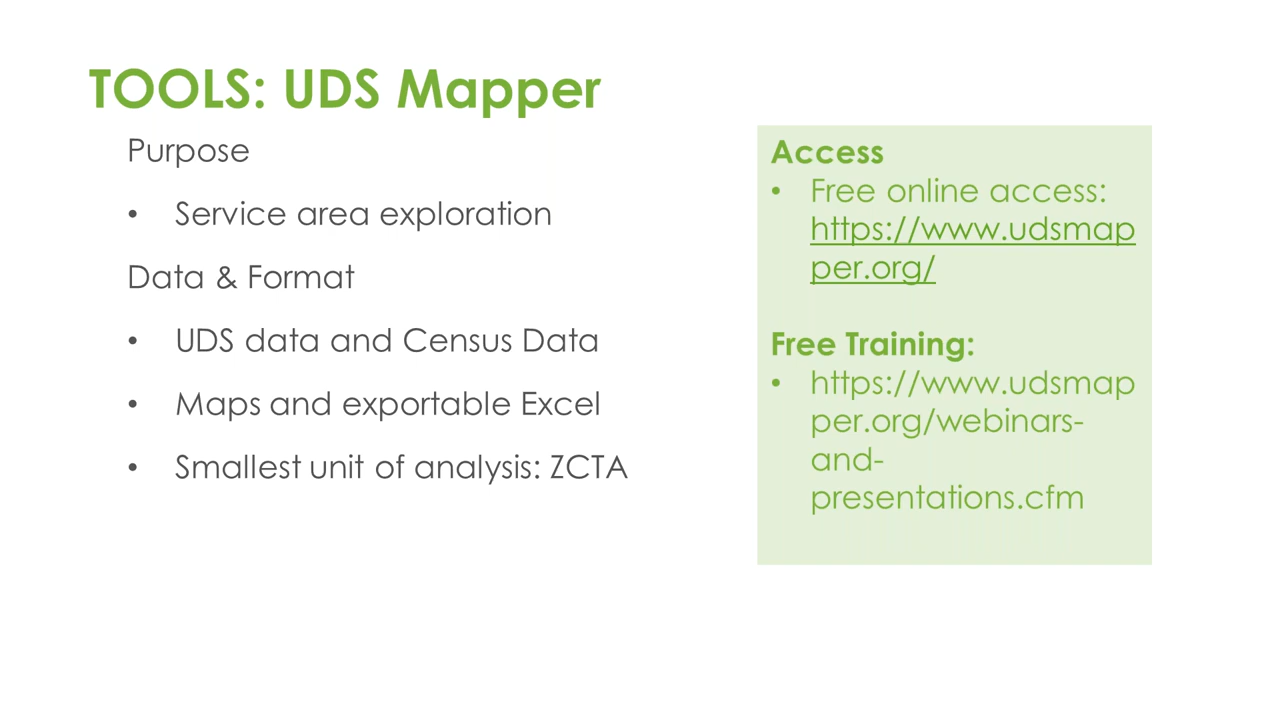 TOOLS: UDS Mapper
Purpose
• Service area exploration
Data & Format
• UDS data and Census Data
• Maps and exportable Excel
• Smallest unit of analysis: ZCTA
Access
• Free online access:
https://www.udsmap
per.org/
Free Training:
• https://www.udsmap
per.org/webinars-
and-
presentations.cfm